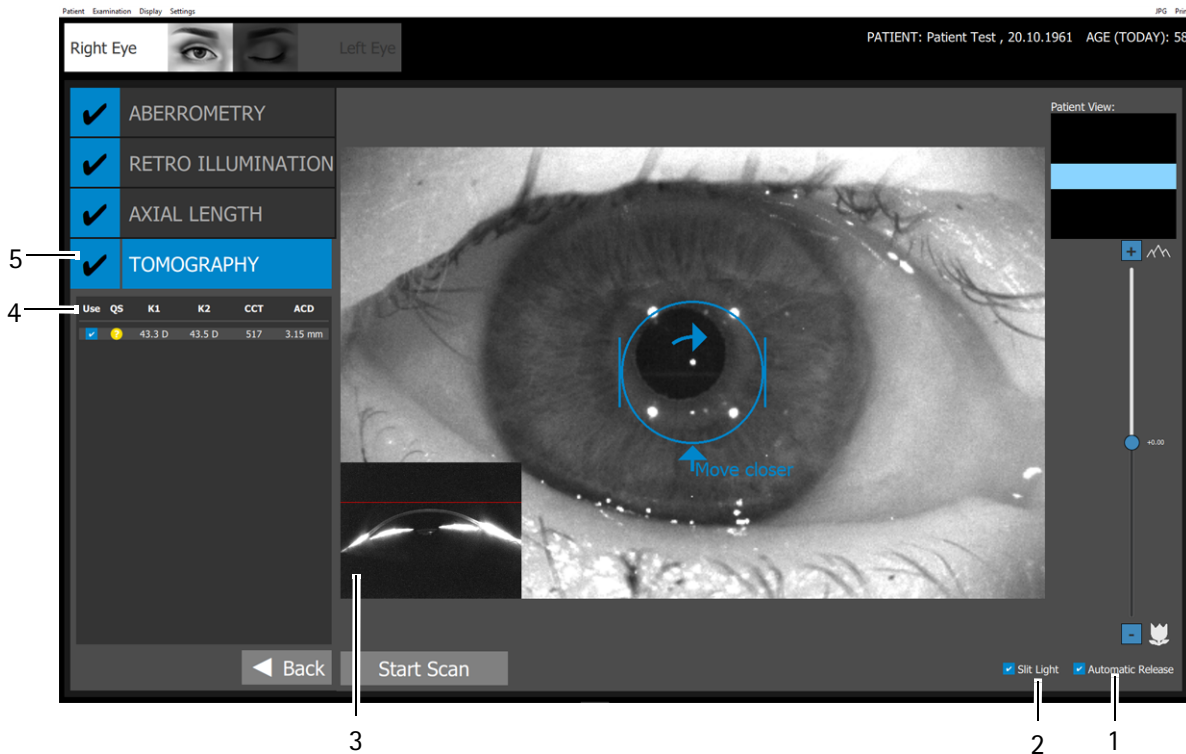 Patient Examination Display Settings JPG Prin
Right Eye Left Eye PATIENT: Patient Test , 20.10.1961 AGE (TODAY): 58
✔ ABERROMETRY Patient View:
✔ RETRO ILLUMINATION
✔ AXIAL LENGTH
5 ✔ TOMOGRAPHY +
4 Use QS K1 K2 CCT ACD
✔ ? 43.3 D 43.5 D 517 3.15 mm
+0.00
Move closer
-
Back Start Scan ✔ Slit Light ✔ Automatic Release
3 2 1